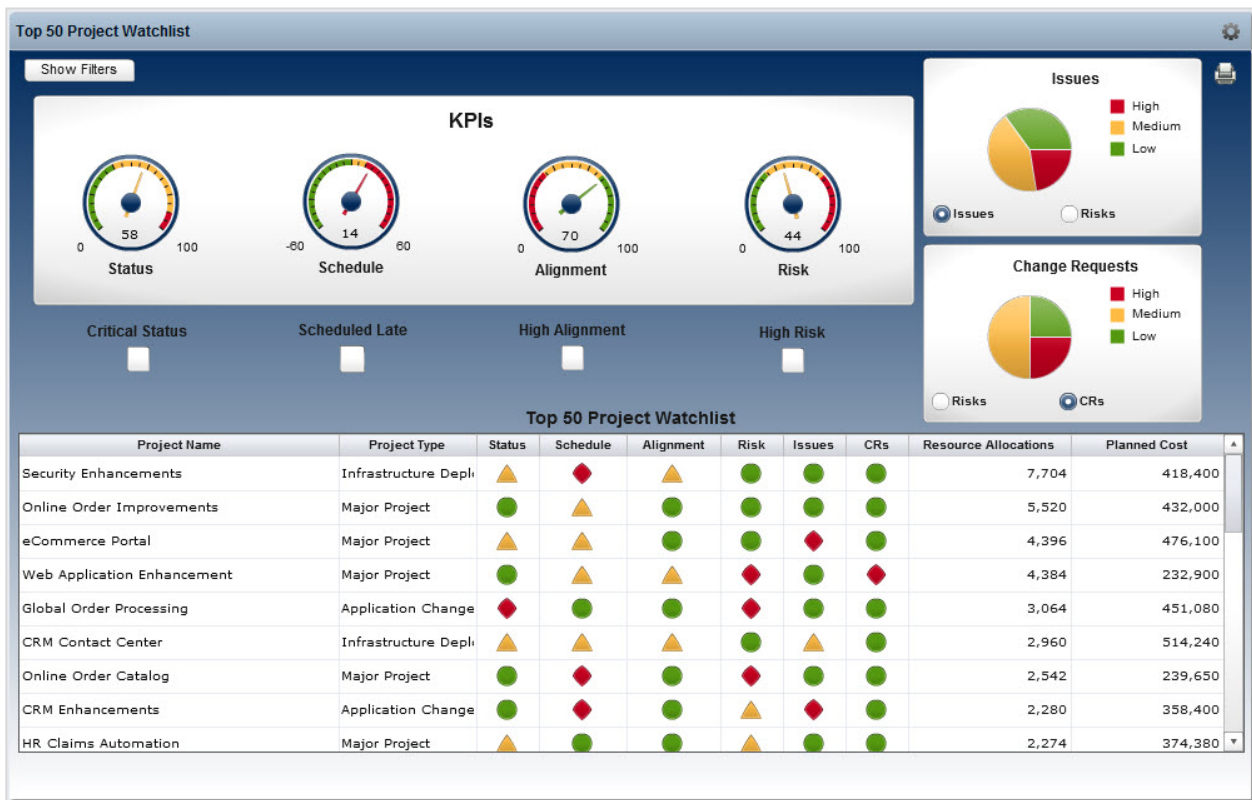 Top 50 Project Watchlist
Show Filters
KPIs
58
0 100
Status
14
-60 60
Schedule
70
0 100
Alignment
44
0 100
Risk
Issues
High
Medium
Low
Issues Risks
Change Requests
High
Medium
Low
Risks CRs
Critical Status Scheduled Late High Alignment High Risk
Top 50 Project Watchlist
Project Name Project Type Status Schedule Alignment Risk Issues CRs Resource Allocations Planned Cost
Security Enhancements Infrastructure Depl 7,704 418,400
Online Order Improvements Major Project 5,520 432,000
eCommerce Portal Major Project 4,396 476,100
Web Application Enhancement Major Project 4,384 232,900
Global Order Processing Application Change 3,064 451,080
CRM Contact Center Infrastructure Depl 2,960 514,240
Online Order Catalog Major Project 2,542 239,650
CRM Enhancements Application Change 2,280 358,400
HR Claims Automation Major Project 2,274 374,380